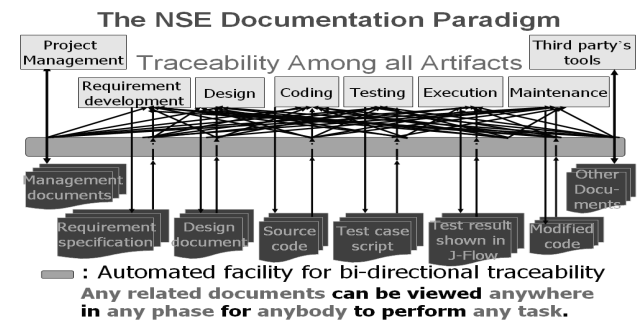 The NSE Documentation Paradigm
Project
Management
Third party`s
tools
Traceability Among all Artifacts
Requirement
development
Design
Coding
Testing
Execution
Maintenance
Management
documents
Other
Docu-
ments
Requirement
specification
Design
document
Source
code
Test case
script
Test result
shown in
J-Flow
Modified
code
: Automated facility for bi-directional traceability
Any related documents can be viewed anywhere
in any phase for anybody to perform any task.